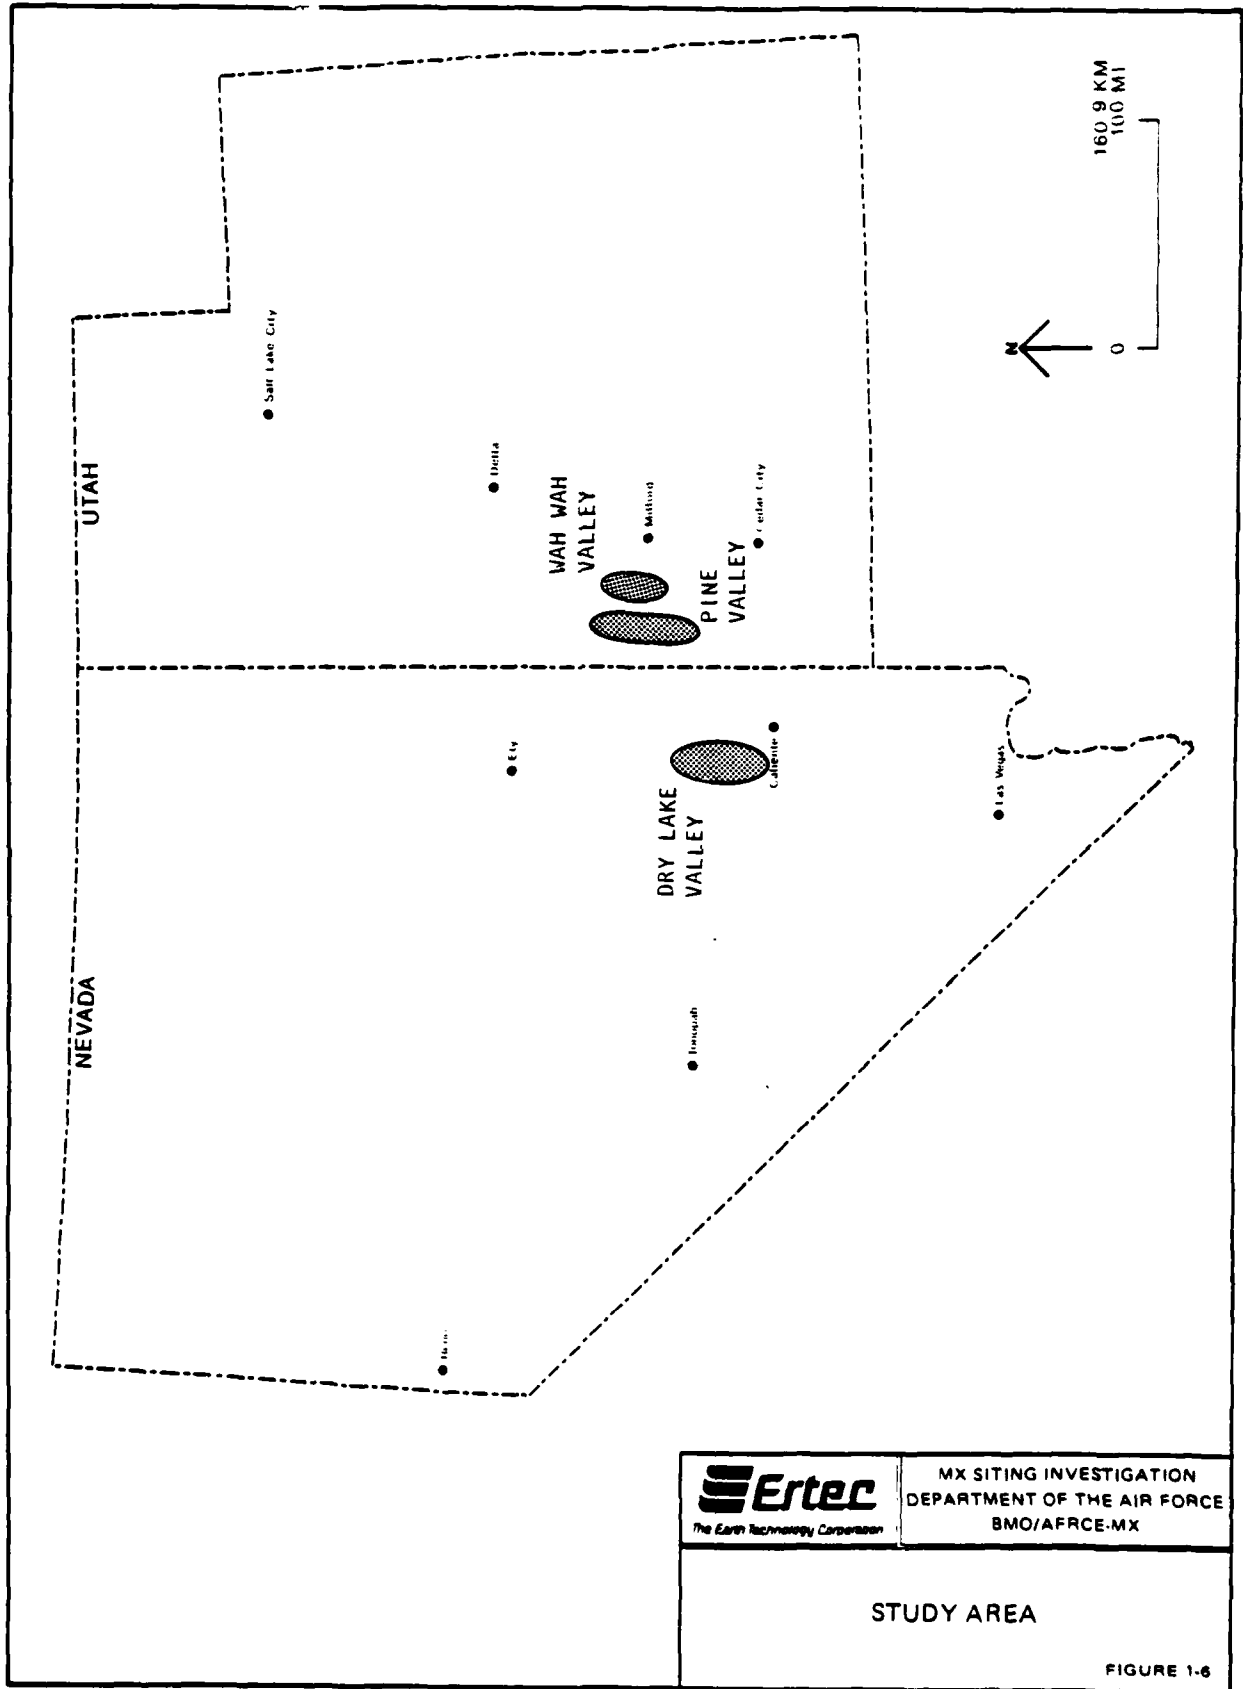 NEVADA
UTAH
Salt Lake City
Delta
WAH WAH
VALLEY
Milford
PINE
VALLEY
Cedar City
Ely
DRY LAKE
VALLEY
Caliente
Tonopah
Las Vegas
N
0
160 9 KM
100 MI
Ertec
The Earth Technology Corporation
MX SITING INVESTIGATION
DEPARTMENT OF THE AIR FORCE
BMO/AFRCE-MX
STUDY AREA
FIGURE 1-6